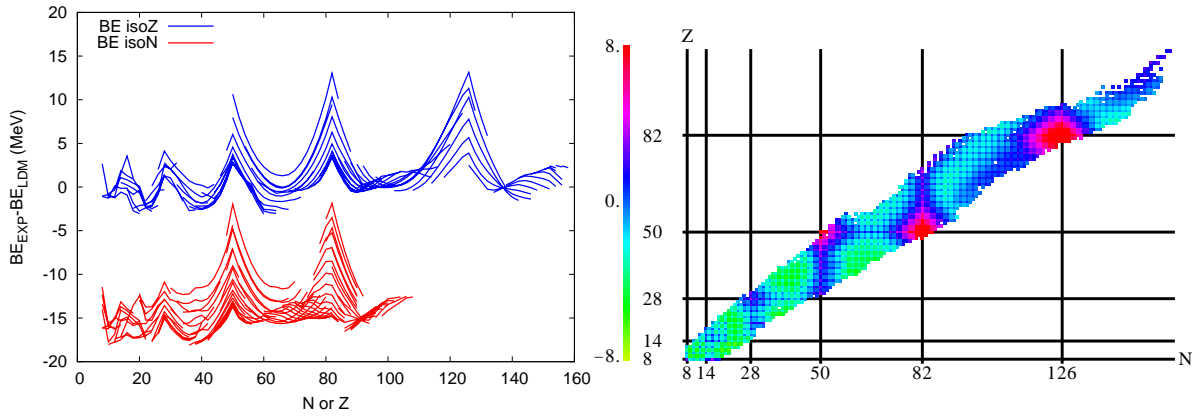 20
15
10
5
0
-5
-10
-15
-20
BE_EXP-BE_LDM (MeV)
BE isoZ
BE isoN
0 20 40 60 80 100 120 140 160
N or Z
8.
0.
−8.
Z
82
50
28
14
8
N
8 14 28 50 82 126